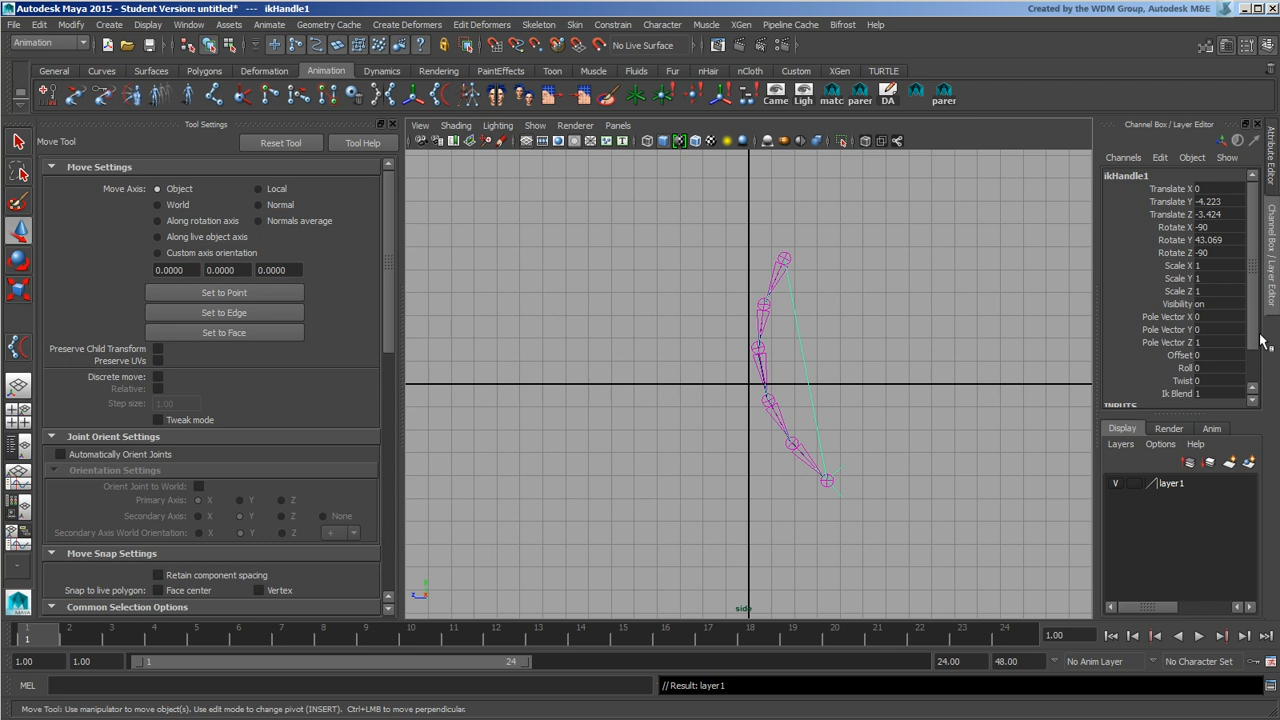 Autodesk Maya 2015 - Student Version: untitled*   ---   ikHandle1
Created by the WDM Group, Autodesk M&E
File Edit Modify Create Display Window Assets Animate Geometry Cache Create Deformers Edit Deformers Skeleton Skin Constrain Character Muscle XGen Pipeline Cache Bifrost Help
Animation
No Live Surface
General Curves Surfaces Polygons Deformation Animation Dynamics Rendering PaintEffects Toon Muscle Fluids Fur nHair nCloth Custom XGen TURTLE
Came Ligh matc parer DA parer
Tool Settings
Move Tool
Reset Tool
Tool Help
Move Settings
Move Axis: Object Local
World Normal
Along rotation axis Normals average
Along live object axis
Custom axis orientation
0.0000 0.0000 0.0000
Set to Point
Set to Edge
Set to Face
Preserve Child Transform
Preserve UVs
Discrete move:
Relative:
Step size: 1.00
Tweak mode
Joint Orient Settings
Automatically Orient Joints
Orientation Settings
Orient Joint to World:
Primary Axis: X Y Z
Secondary Axis: X Y Z None
Secondary Axis World Orientation: X Y Z +
Move Snap Settings
Retain component spacing
Snap to live polygon: Face center Vertex
Common Selection Options
View Shading Lighting Show Renderer Panels
side
Channel Box / Layer Editor
Channels Edit Object Show
ikHandle1
Translate X 0
Translate Y -4.223
Translate Z -3.424
Rotate X -90
Rotate Y 43.069
Rotate Z -90
Scale X 1
Scale Y 1
Scale Z 1
Visibility on
Pole Vector X 0
Pole Vector Y 0
Pole Vector Z 1
Offset 0
Roll 0
Twist 0
Ik Blend 1
INPUTS
Display Render Anim
Layers Options Help
V layer1
Attribute Editor
Channel Box / Layer Editor
1 2 3 4 5 6 7 8 9 10 11 12 13 14 15 16 17 18 19 20 21 22 23 24
1
1.00
1.00 1.00 1 24 24.00 48.00 No Anim Layer No Character Set
MEL
// Result: layer1
Move Tool: Use manipulator to move object(s). Use edit mode to change pivot (INSERT). Ctrl+LMB to move perpendicular.